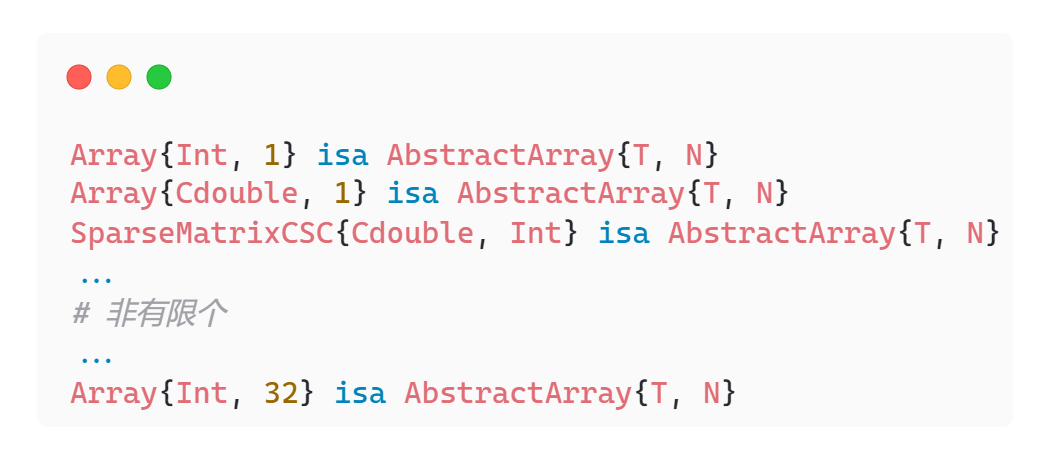 Array{Int, 1} isa AbstractArray{T, N}
Array{Cdouble, 1} isa AbstractArray{T, N}
SparseMatrixCSC{Cdouble, Int} isa AbstractArray{T, N}
...
# 非有限个
...
Array{Int, 32} isa AbstractArray{T, N}